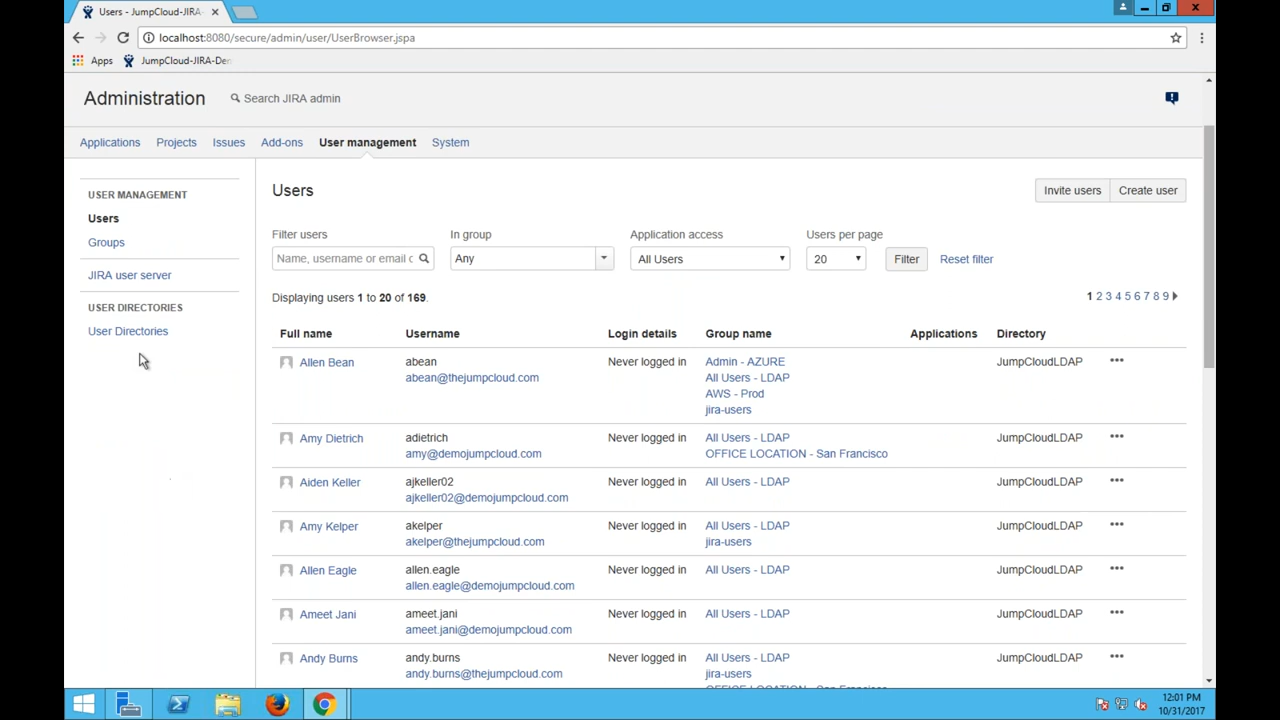 Users - JumpCloud-JIRA-
localhost:8080/secure/admin/user/UserBrowser.jspa
Apps JumpCloud-JIRA-De
Administration Search JIRA admin
Applications Projects Issues Add-ons User management System
USER MANAGEMENT
Users
Groups
JIRA user server
USER DIRECTORIES
User Directories
Users Invite users Create user
Filter users In group Application access Users per page
Name, username or email c Any All Users 20 Filter Reset filter
Displaying users 1 to 20 of 169.
1 2 3 4 5 6 7 8 9
Full name Username Login details Group name Applications Directory
Allen Bean abean Never logged in Admin - AZURE JumpCloudLDAP
abean@thejumpcloud.com All Users - LDAP
AWS - Prod
jira-users
Amy Dietrich adietrich Never logged in All Users - LDAP JumpCloudLDAP
amy@demojumpcloud.com OFFICE LOCATION - San Francisco
Aiden Keller ajkeller02 Never logged in All Users - LDAP JumpCloudLDAP
ajkeller02@demojumpcloud.com
Amy Kelper akelper Never logged in All Users - LDAP JumpCloudLDAP
akelper@thejumpcloud.com jira-users
Allen Eagle allen.eagle Never logged in All Users - LDAP JumpCloudLDAP
allen.eagle@demojumpcloud.com
Ameet Jani ameet.jani Never logged in All Users - LDAP JumpCloudLDAP
ameet.jani@demojumpcloud.com
Andy Burns andy.burns Never logged in All Users - LDAP JumpCloudLDAP
andy.burns@thejumpcloud.com jira-users
OFFICE LOCATION - San Francisco
12:01 PM
10/31/2017